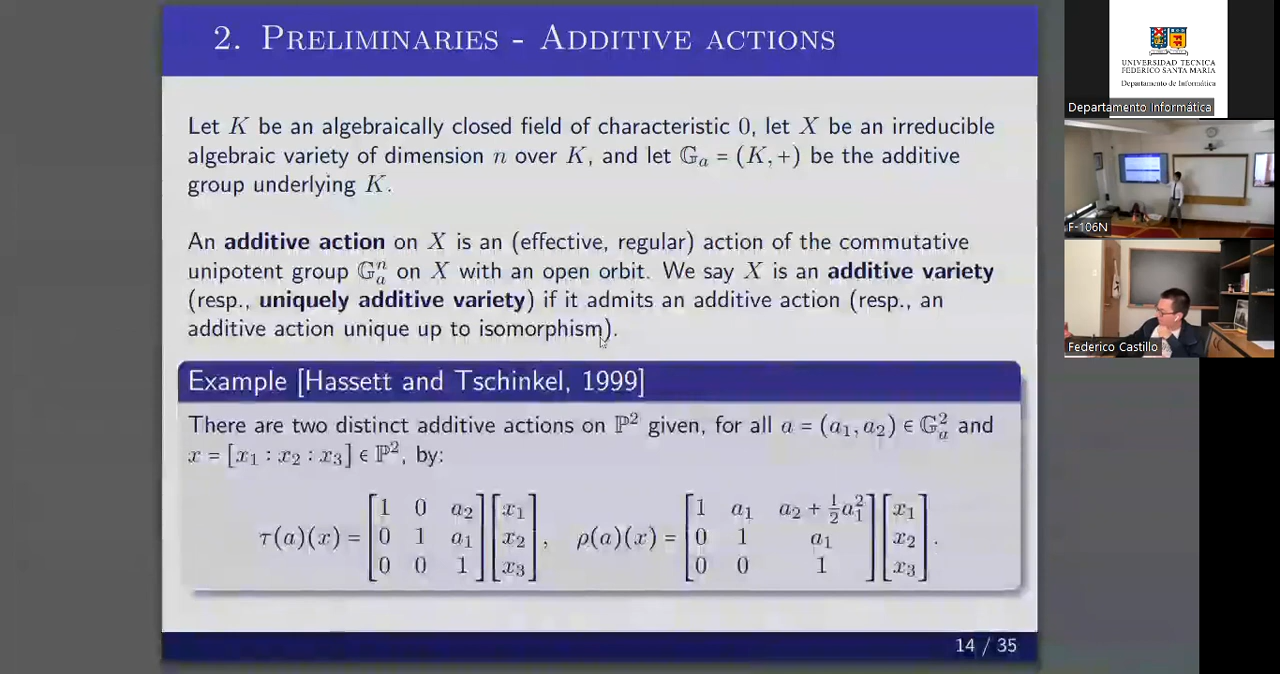 2. Preliminaries - Additive actions
Let K be an algebraically closed field of characteristic 0, let X be an irreducible
algebraic variety of dimension n over K, and let 𝔾ₐ = (K, +) be the additive
group underlying K.
An additive action on X is an (effective, regular) action of the commutative
unipotent group 𝔾ₐⁿ on X with an open orbit. We say X is an additive variety
(resp., uniquely additive variety) if it admits an additive action (resp., an
additive action unique up to isomorphism).
Example [Hassett and Tschinkel, 1999]
There are two distinct additive actions on ℙ² given, for all a = (a₁, a₂) ∈ 𝔾ₐ² and
x = [x₁ : x₂ : x₃] ∈ ℙ², by:
τ(a)(x) = [1 0 a₂; 0 1 a₁; 0 0 1] [x₁; x₂; x₃], ρ(a)(x) = [1 a₁ a₂ + ½a₁²; 0 1 a₁; 0 0 1] [x₁; x₂; x₃].
14 / 35
UNIVERSIDAD TECNICA
FEDERICO SANTA MARIA
Departamento de Informática
Departamento Informática
F-106N
Federico Castillo